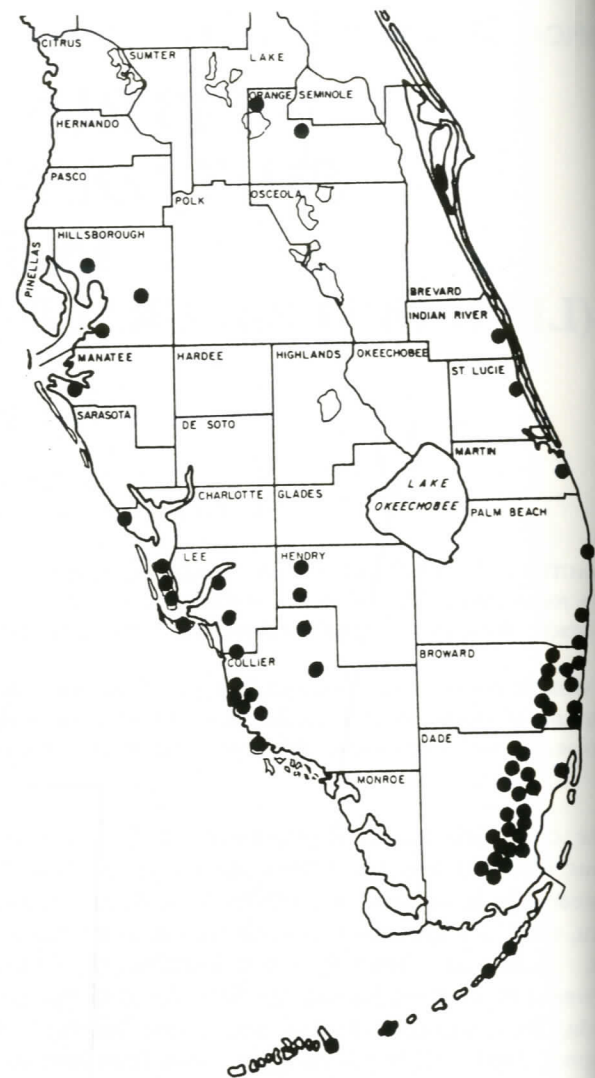 CITRUS
SUMTER
LAKE
ORANGE
SEMINOLE
HERNANDO
PASCO
POLK
OSCEOLA
HILLSBOROUGH
PINELLAS
BREVARD
INDIAN RIVER
MANATEE
HARDEE
HIGHLANDS
OKEECHOBEE
ST LUCIE
SARASOTA
DE SOTO
MARTIN
CHARLOTTE
GLADES
LAKE
OKEECHOBEE
PALM BEACH
LEE
HENDRY
COLLIER
BROWARD
DADE
MONROE